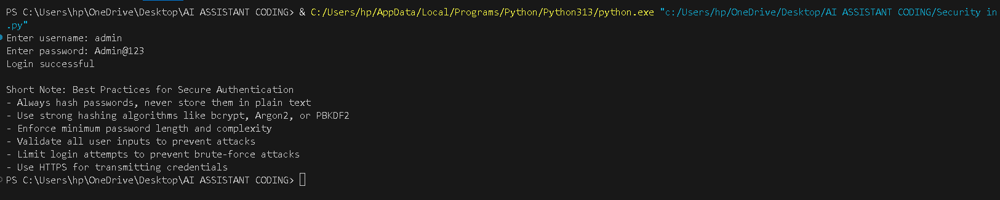 PS C:\Users\hp\OneDrive\Desktop\AI ASSISTANT CODING> & C:/Users/hp/AppData/Local/Programs/Python/Python313/python.exe "c:/Users/hp/OneDrive/Desktop/AI ASSISTANT CODING/Security in
.py"
Enter username: admin
Enter password: Admin@123
Login successful
Short Note: Best Practices for Secure Authentication
- Always hash passwords, never store them in plain text
- Use strong hashing algorithms like bcrypt, Argon2, or PBKDF2
- Enforce minimum password length and complexity
- Validate all user inputs to prevent attacks
- Limit login attempts to prevent brute-force attacks
- Use HTTPS for transmitting credentials
PS C:\Users\hp\OneDrive\Desktop\AI ASSISTANT CODING>